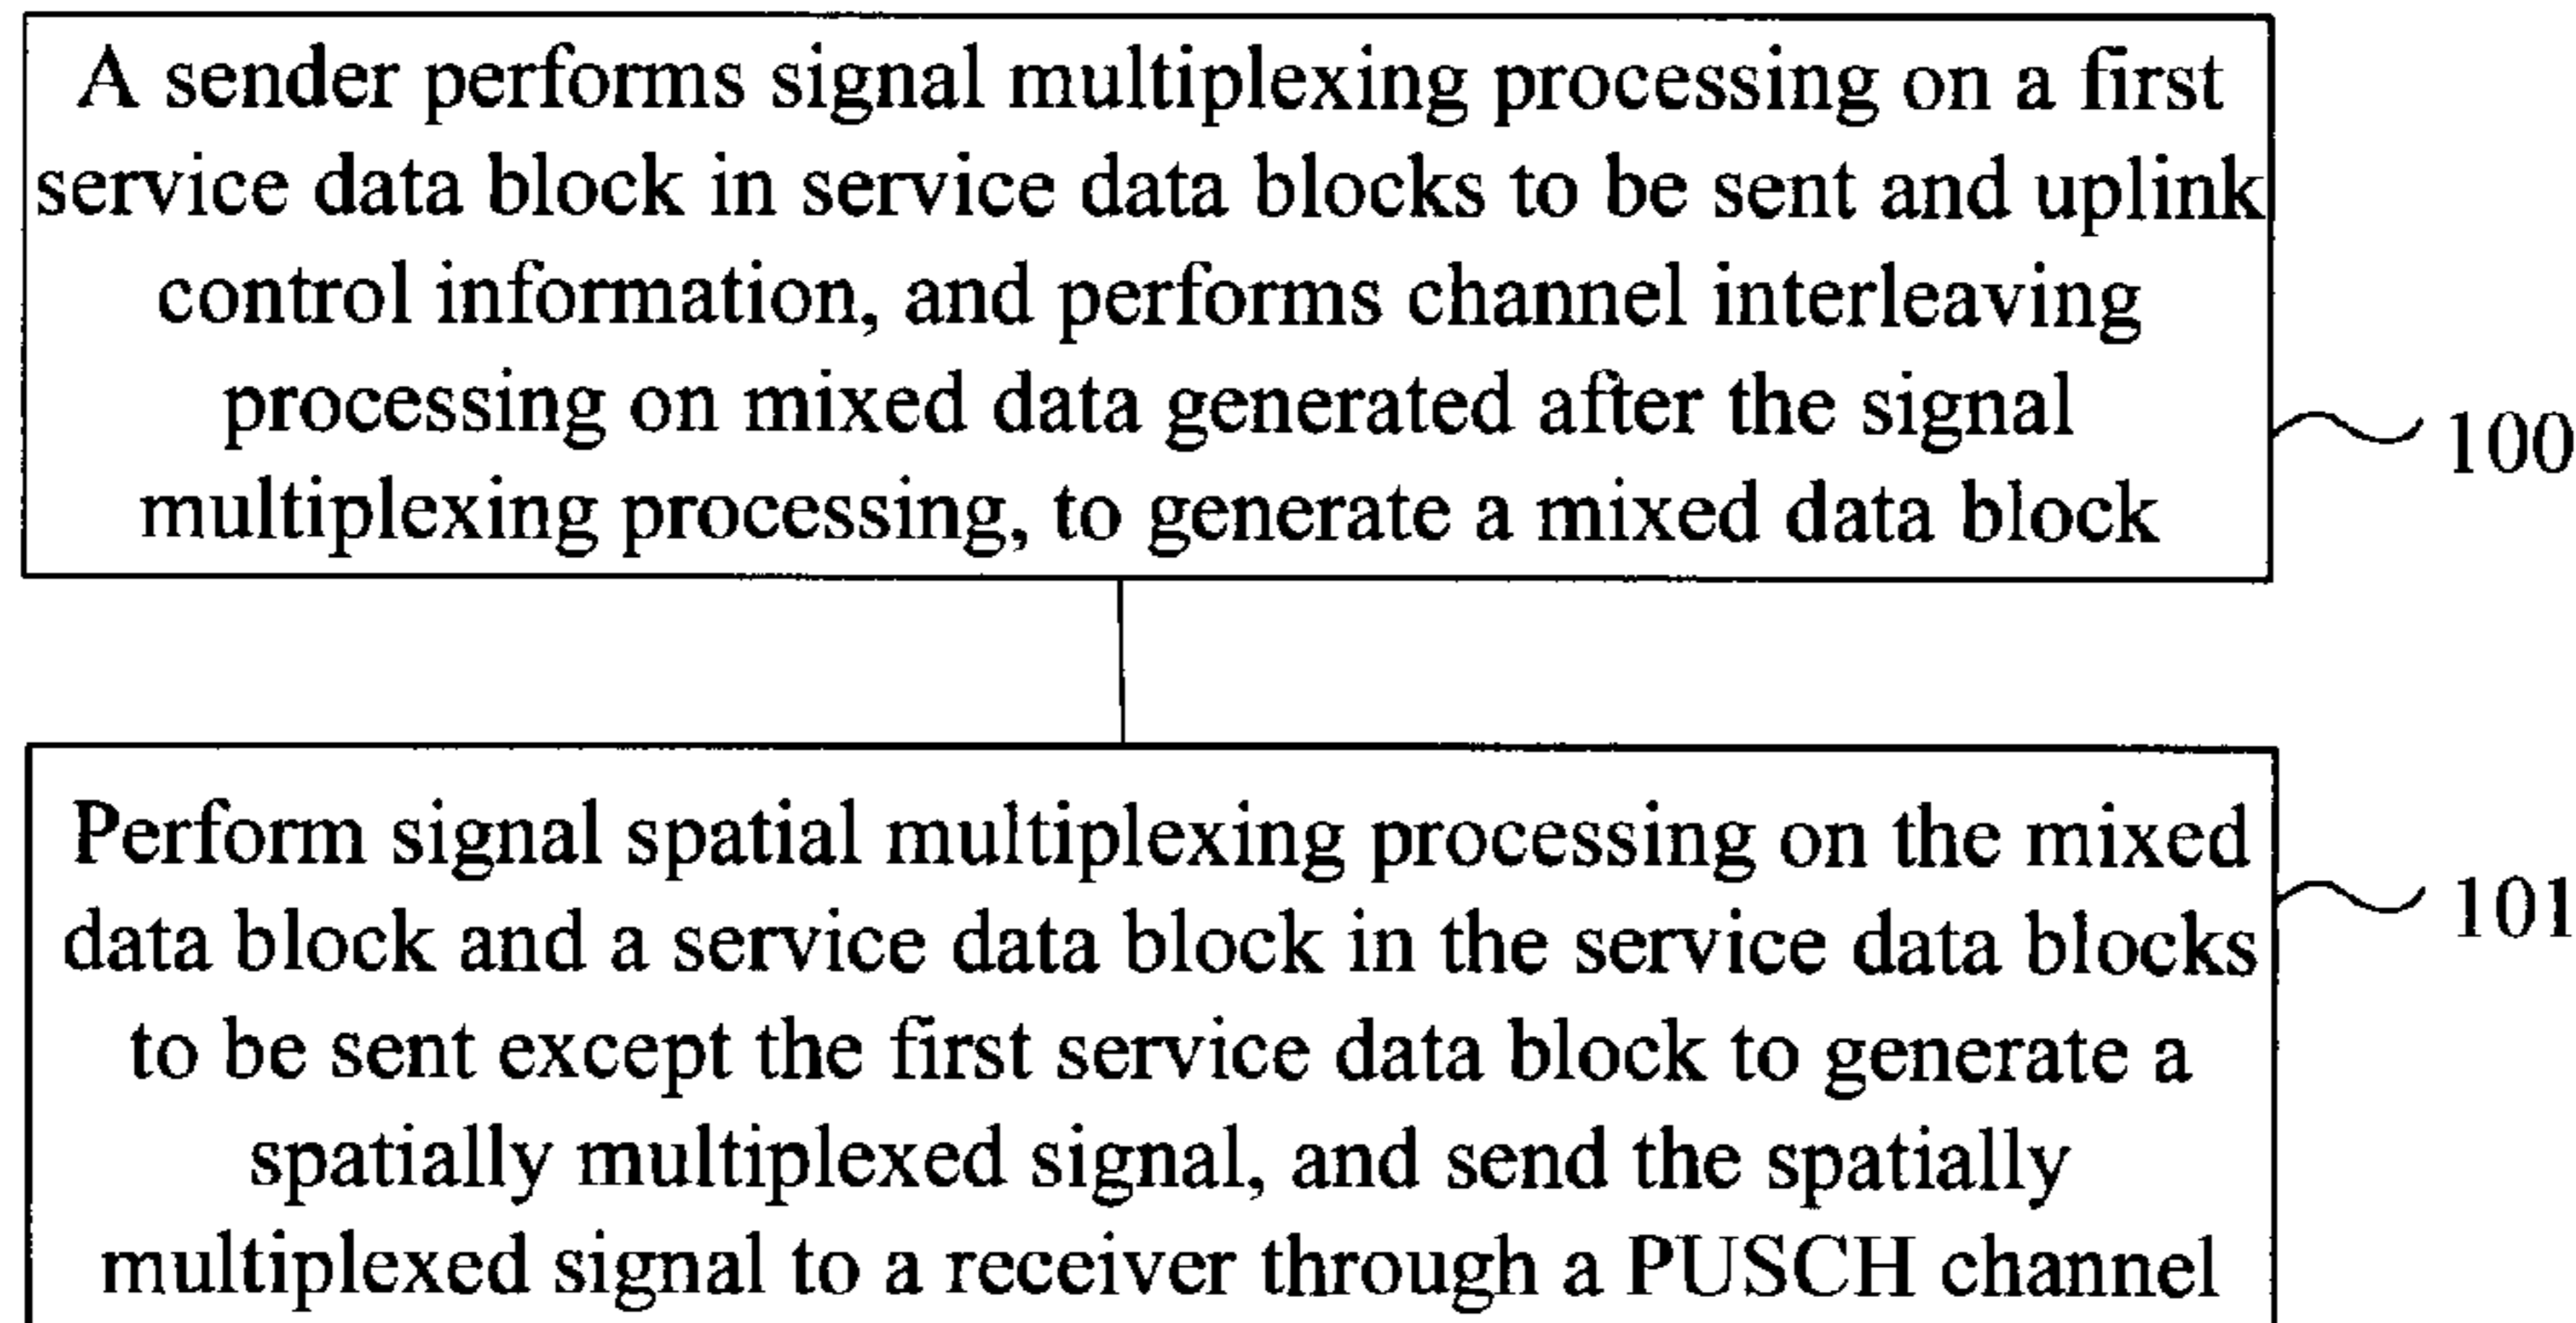 A sender performs signal multiplexing processing on a first
service data block in service data blocks to be sent and uplink
control information, and performs channel interleaving
processing on mixed data generated after the signal
multiplexing processing, to generate a mixed data block
100
Perform signal spatial multiplexing processing on the mixed
data block and a service data block in the service data blocks
to be sent except the first service data block to generate a
spatially multiplexed signal, and send the spatially
multiplexed signal to a receiver through a PUSCH channel
101